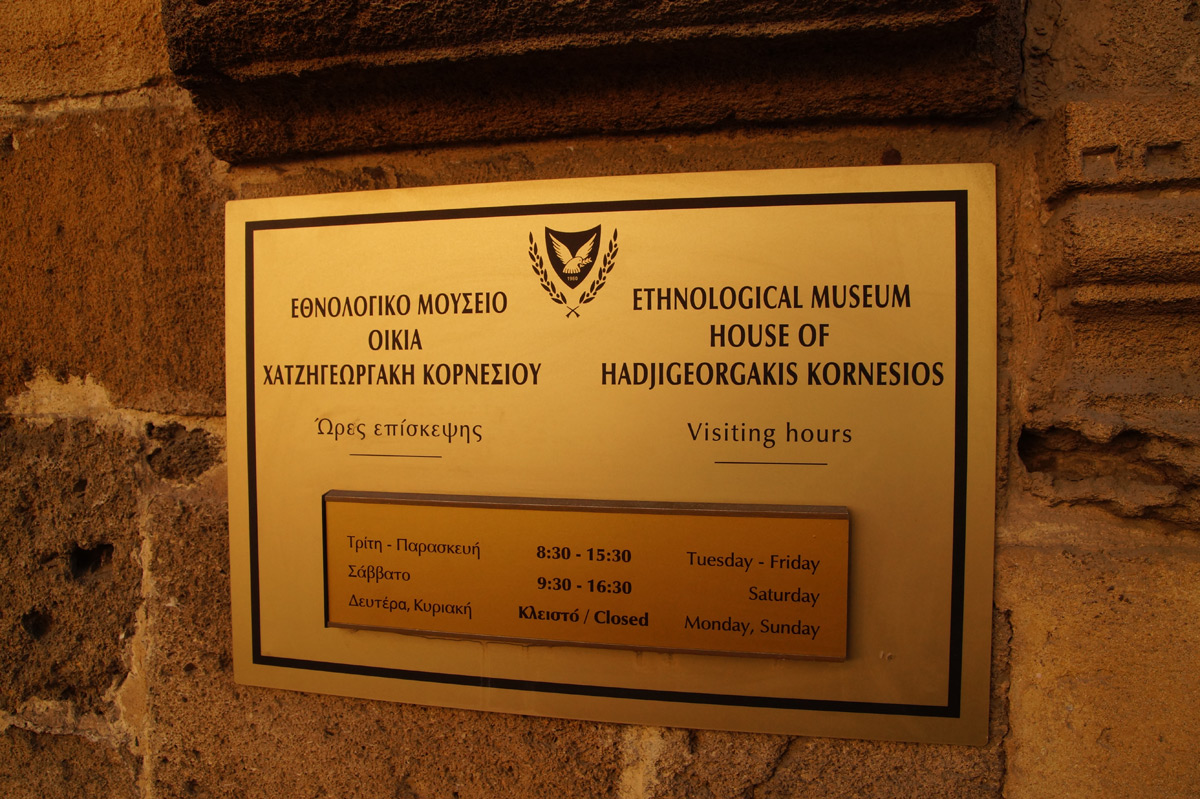 1960
ΕΘΝΟΛΟΓΙΚΟ ΜΟΥΣΕΙΟ
ΟΙΚΙΑ
ΧΑΤΖΗΓΕΩΡΓΑΚΗ ΚΟΡΝΕΣΙΟΥ
Ώρες επίσκεψης
ETHNOLOGICAL MUSEUM
HOUSE OF
HADJIGEORGAKIS KORNESIOS
Visiting hours
Τρίτη - Παρασκευή 8:30 - 15:30 Tuesday - Friday
Σάββατο 9:30 - 16:30 Saturday
Δευτέρα, Κυριακή Κλειστό / Closed Monday, Sunday